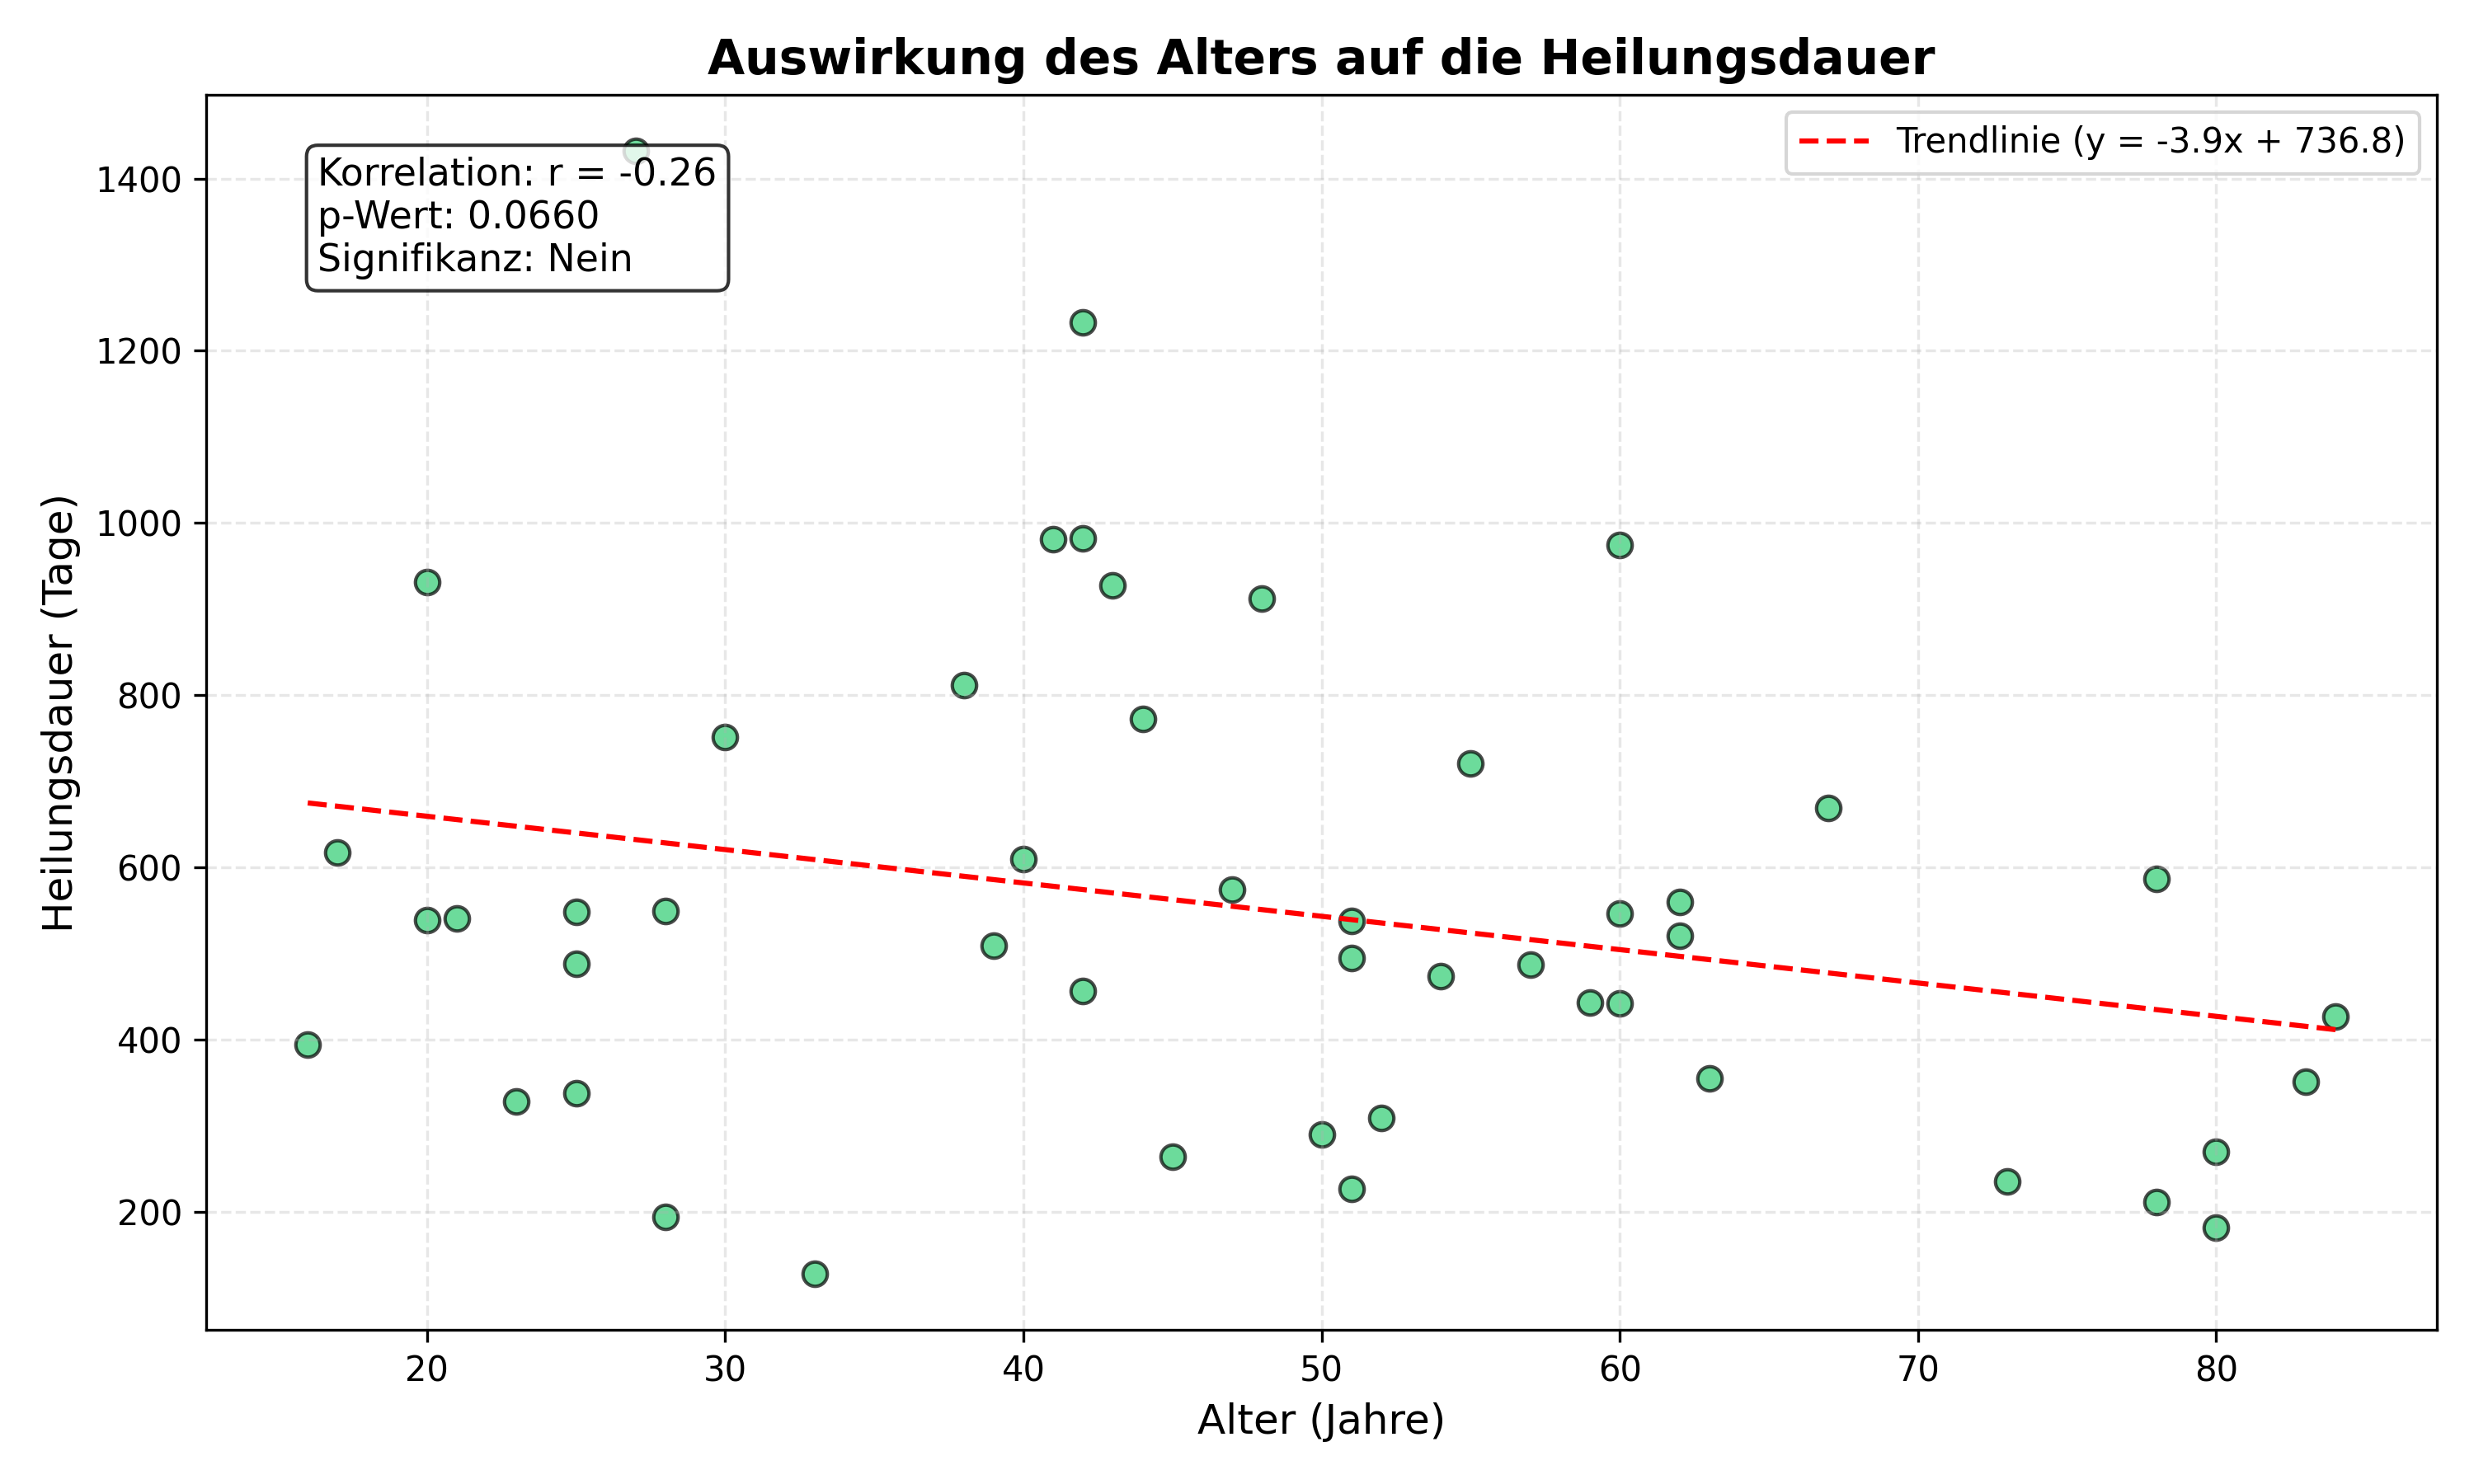 Auswirkung des Alters auf die Heilungsdauer
Korrelation: r = -0.26
p-Wert: 0.0660
Signifikanz: Nein
Trendlinie (y = -3.9x + 736.8)
Heilungsdauer (Tage)
1400
1200
1000
800
600
400
200
20 30 40 50 60 70 80
Alter (Jahre)